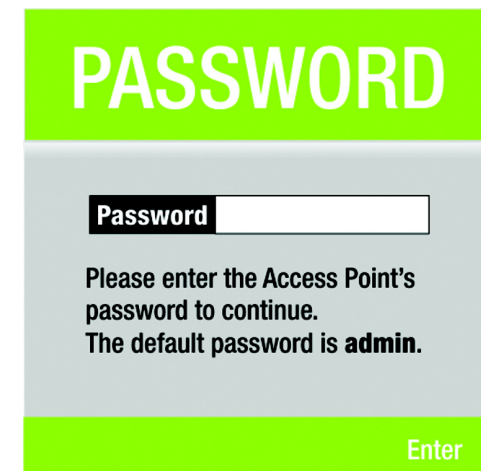 PASSWORD
Password
Please enter the Access Point's
password to continue.
The default password is admin.
Enter